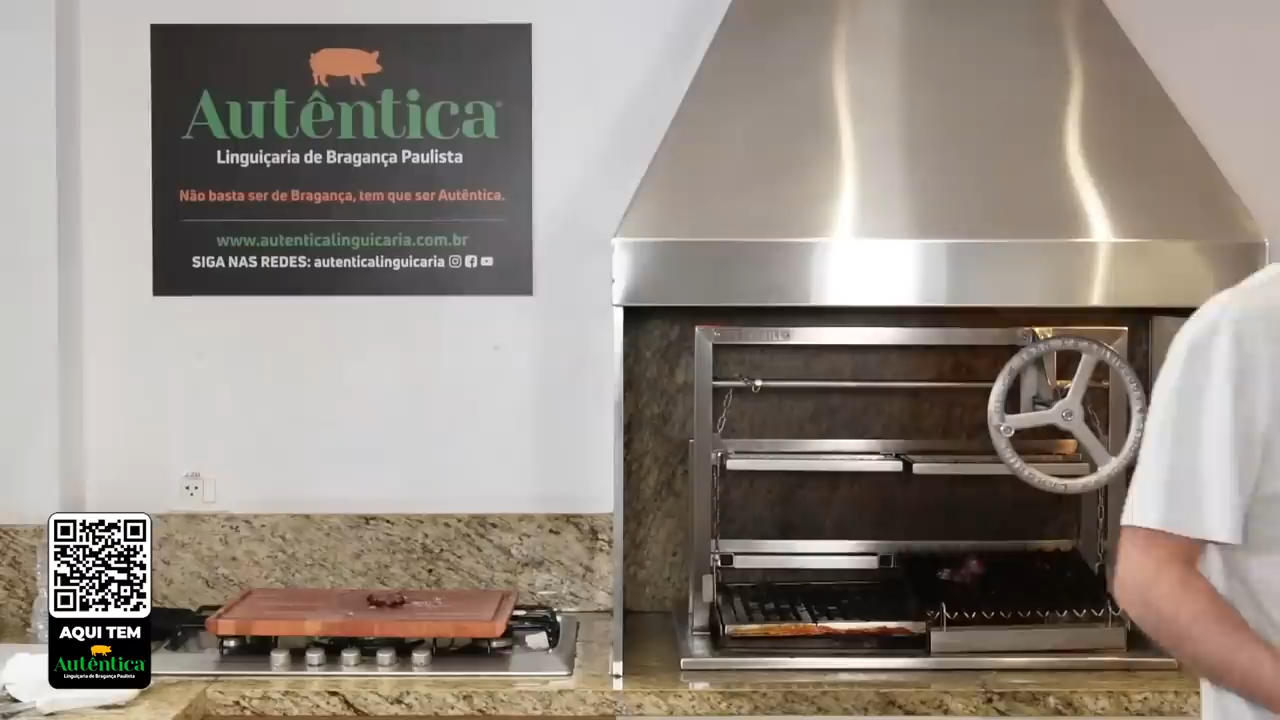 Autêntica
Linguiçaria de Bragança Paulista
Não basta ser de Bragança, tem que ser Autêntica.
www.autenticalinguicaria.com.br
SIGA NAS REDES: autenticalinguicaria
AQUI TEM
Autêntica
Linguiçaria de Bragança Paulista